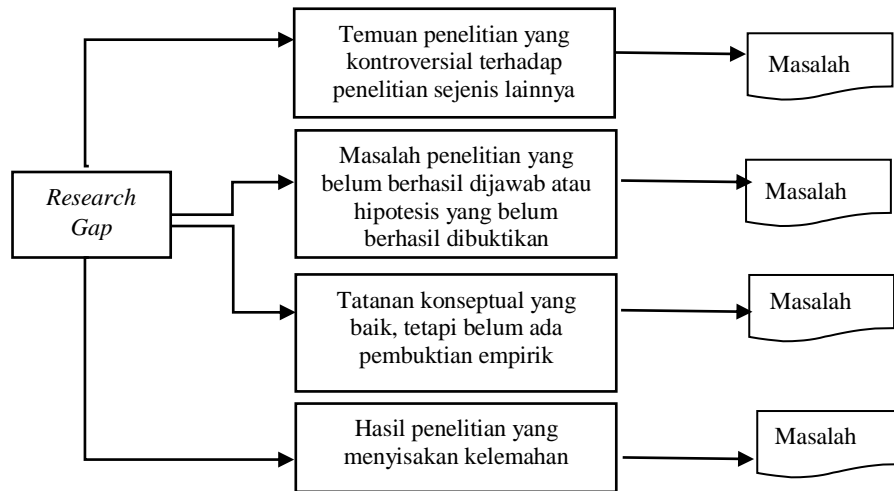 Temuan penelitian yang
kontroversial terhadap
penelitian sejenis lainnya
Masalah
Research
Gap
Masalah penelitian yang
belum berhasil dijawab atau
hipotesis yang belum
berhasil dibuktikan
Masalah
Tatanan konseptual yang
baik, tetapi belum ada
pembuktian empirik
Masalah
Hasil penelitian yang
menyisakan kelemahan
Masalah